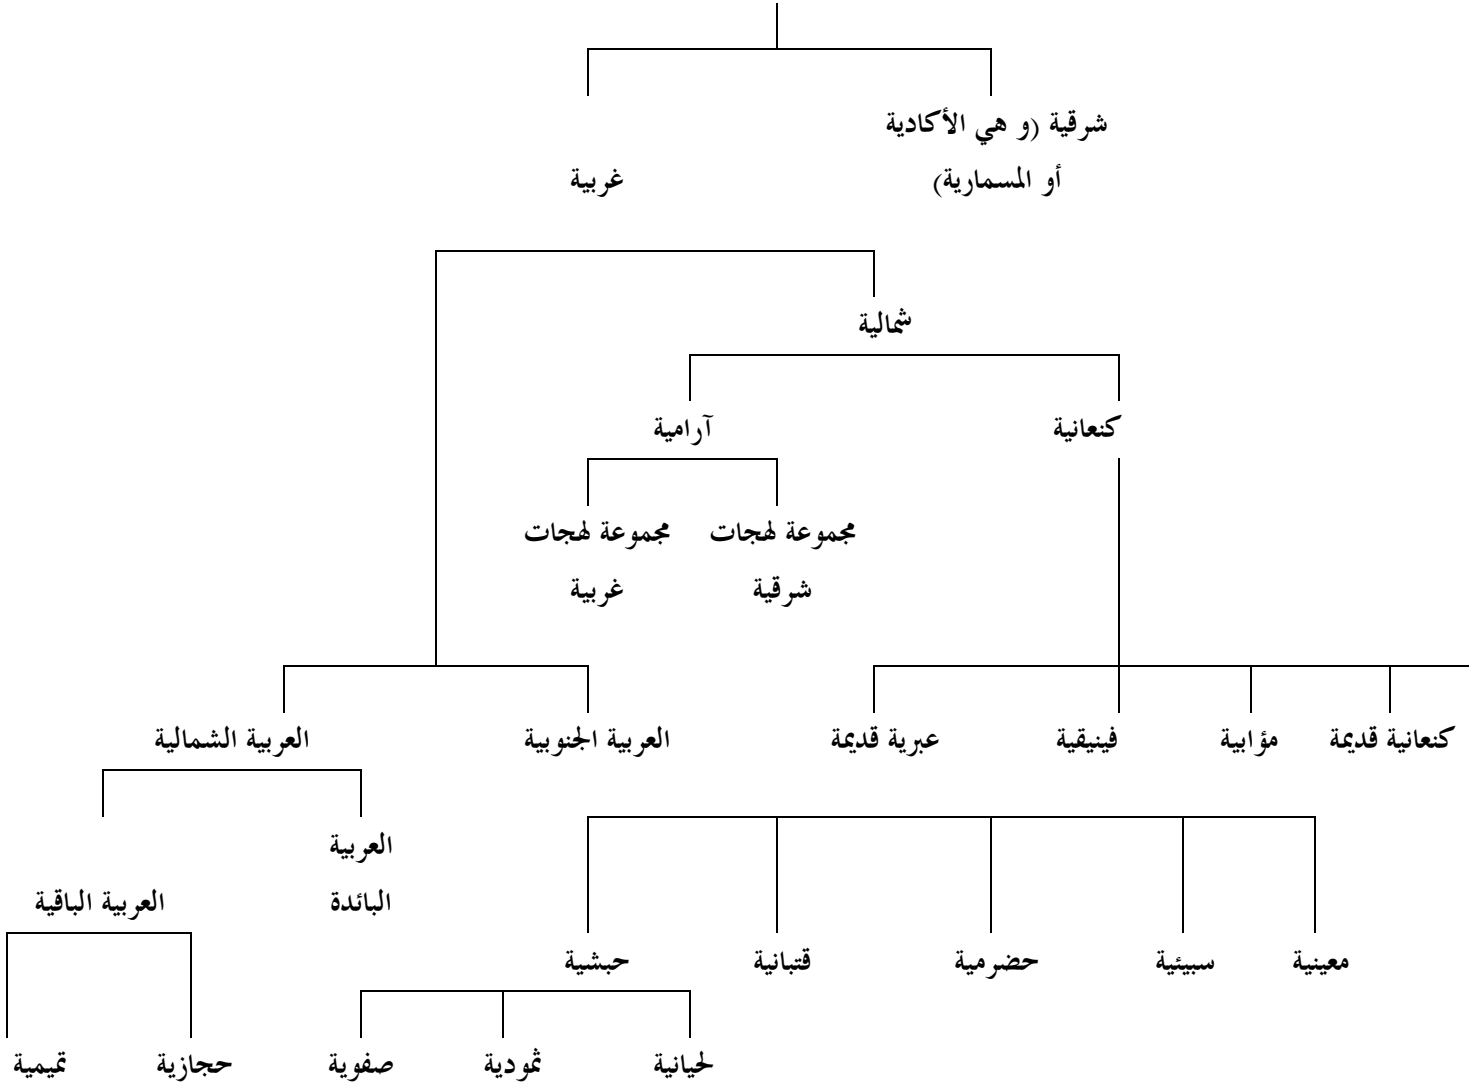 شرقية (و هي الأكادية
أو المسمارية)
غربية
شمالية
كنعانية
آرامية
مجموعة لهجات
شرقية
مجموعة لهجات
غربية
كنعانية قديمة
مؤابية
فينيقية
عبرية قديمة
العربية الجنوبية
العربية الشمالية
العربية
البائدة
العربية الباقية
معينية
سبيئية
حضرمية
قتبانية
حبشية
لحيانية
ثمودية
صفوية
حجازية
تميمية